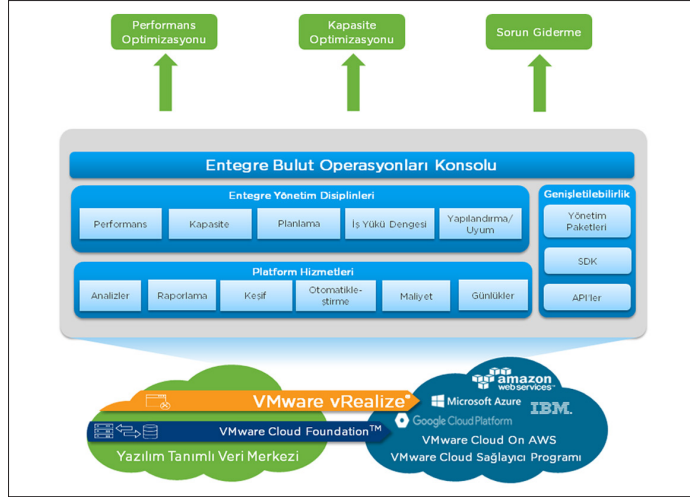 Performans
Optimizasyonu
Kapasite
Optimizasyonu
Sorun Giderme
Entegre Bulut Operasyonları Konsolu
Entegre Yönetim Disiplinleri
Performans
Kapasite
Planlama
İş Yükü Dengesi
Yapılandırma/
Uyum
Genişletilebilirlik
Yönetim
Paketleri
SDK
API'ler
Platform Hizmetleri
Analizler
Raporlama
Keşif
Otomatikle-
ştirme
Maliyet
Günlükler
VMware vRealize®
VMware Cloud Foundation™
Yazılım Tanımlı Veri Merkezi
amazon
web services™
Microsoft Azure
IBM.
Google Cloud Platform
VMware Cloud On AWS
VMware Cloud Sağlayıcı Programı